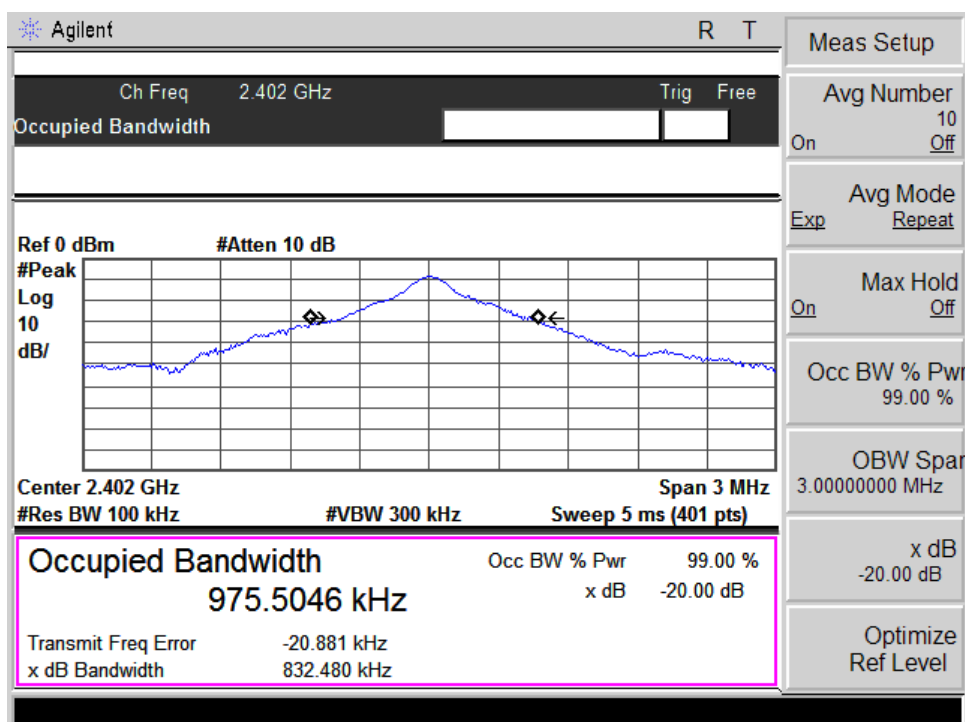 Agilent R T
Meas Setup
Ch Freq 2.402 GHz Trig Free
Occupied Bandwidth
Avg Number
10
On Off
Avg Mode
Exp Repeat
Ref 0 dBm #Atten 10 dB
#Peak
Log
10
dB/
Max Hold
On Off
Occ BW % Pwr
99.00 %
Center 2.402 GHz Span 3 MHz
#Res BW 100 kHz #VBW 300 kHz Sweep 5 ms (401 pts)
OBW Span
3.00000000 MHz
Occupied Bandwidth Occ BW % Pwr 99.00 %
975.5046 kHz x dB -20.00 dB
Transmit Freq Error -20.881 kHz
x dB Bandwidth 832.480 kHz
x dB
-20.00 dB
Optimize
Ref Level